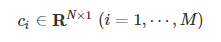 c_i ∈ R^{N×1} (i = 1, ⋯, M)